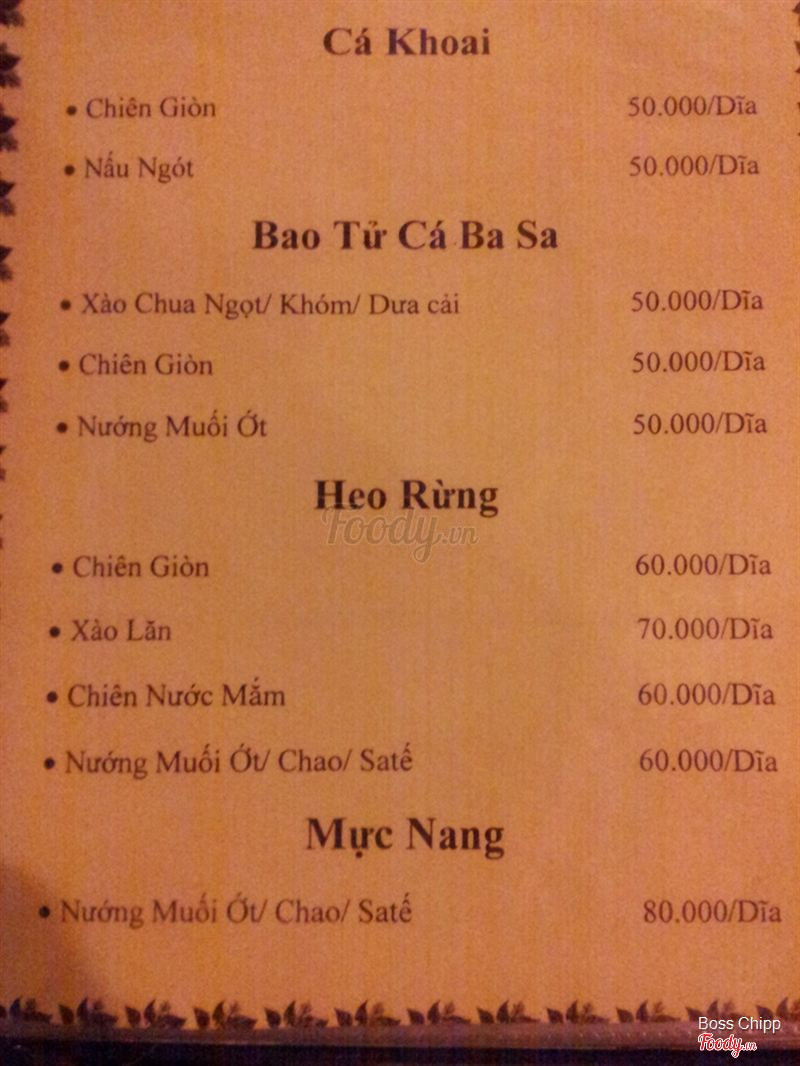 Cá Khoai
• Chiên Giòn 50.000/Dĩa
• Nấu Ngót 50.000/Dĩa
Bao Tử Cá Ba Sa
• Xào Chua Ngọt/ Khóm/ Dưa cải 50.000/Dĩa
• Chiên Giòn 50.000/Dĩa
• Nướng Muối Ớt 50.000/Dĩa
Heo Rừng
Foody.vn
• Chiên Giòn 60.000/Dĩa
• Xào Lăn 70.000/Dĩa
• Chiên Nước Mắm 60.000/Dĩa
• Nướng Muối Ớt/ Chao/ Satế 60.000/Dĩa
Mực Nang
• Nướng Muối Ớt/ Chao/ Satế 80.000/Dĩa
Boss Chipp
Foody.vn